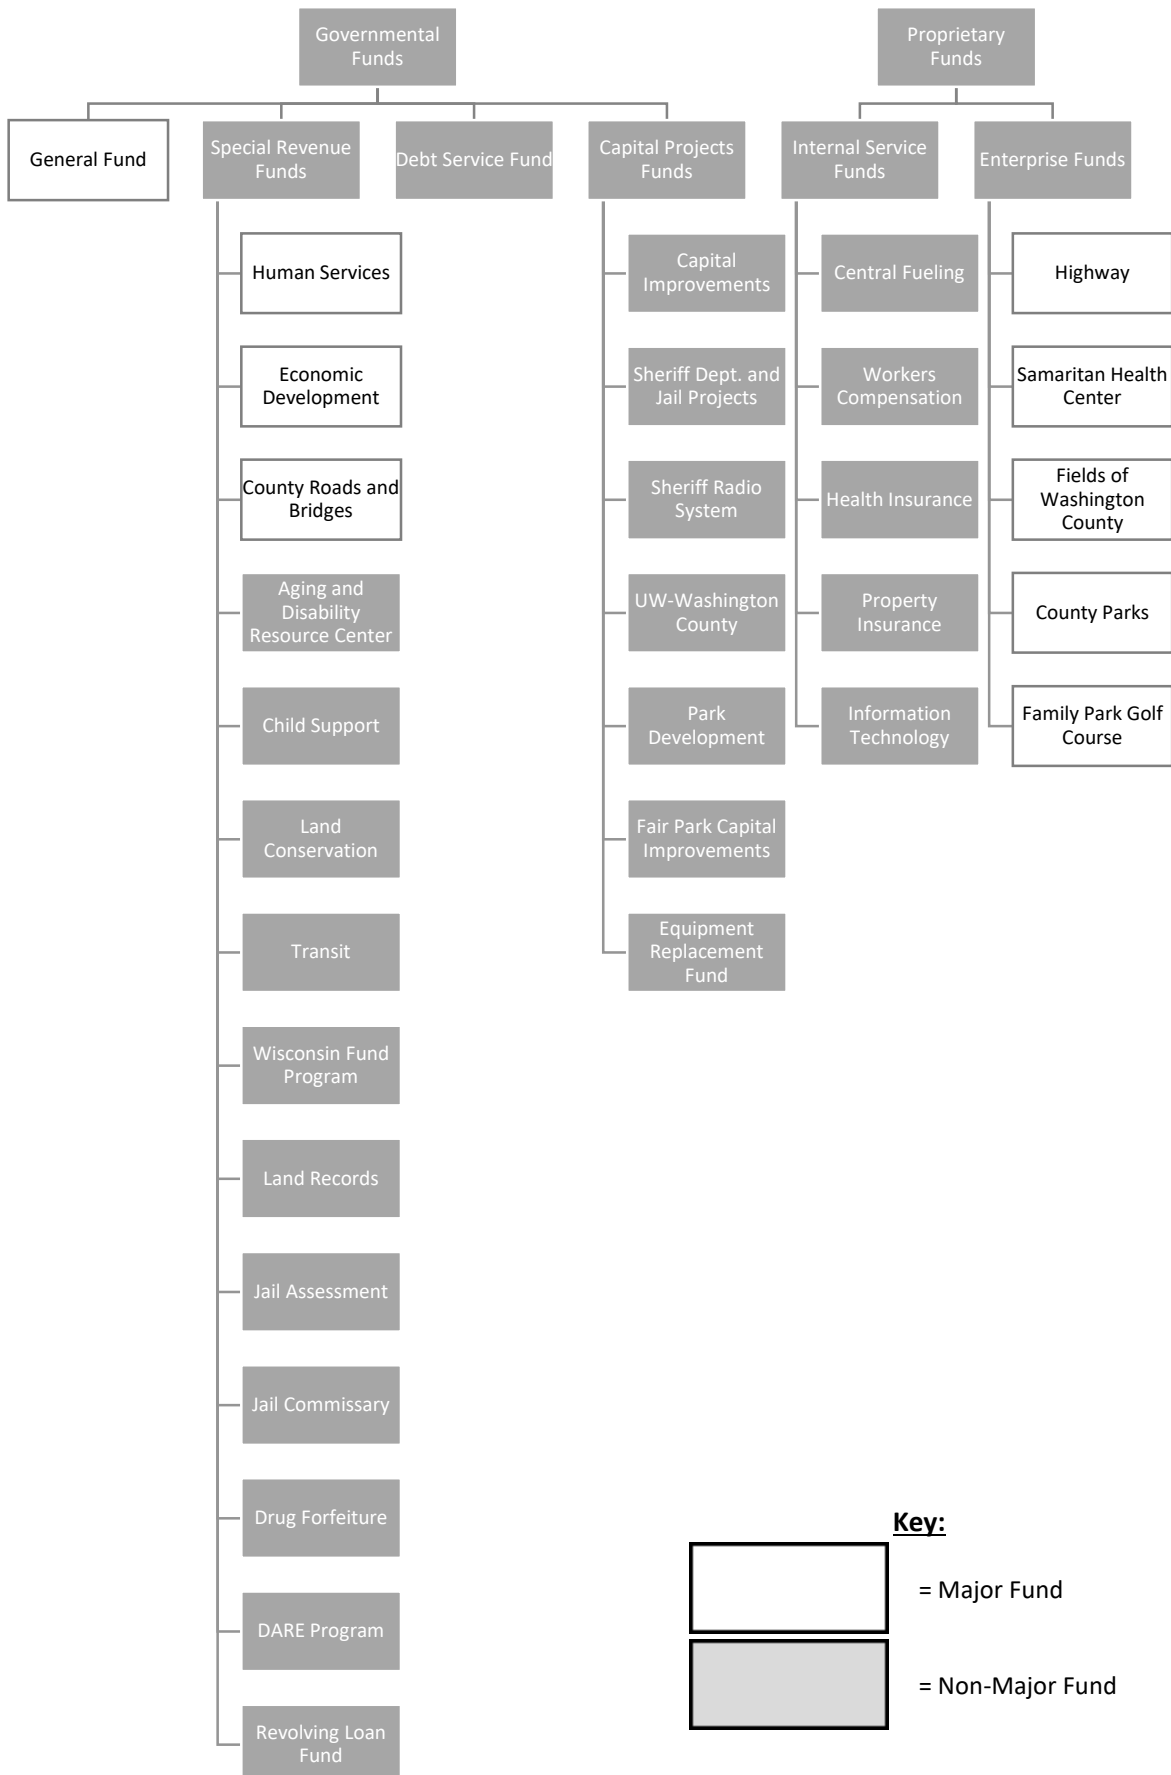 Governmental
Funds
Proprietary
Funds
General Fund
Special Revenue
Funds
Debt Service Fund
Capital Projects
Funds
Internal Service
Funds
Enterprise Funds
Human Services
Economic
Development
County Roads and
Bridges
Aging and
Disability
Resource Center
Child Support
Land
Conservation
Transit
Wisconsin Fund
Program
Land Records
Jail Assessment
Jail Commissary
Drug Forfeiture
DARE Program
Revolving Loan
Fund
Capital
Improvements
Sheriff Dept. and
Jail Projects
Sheriff Radio
System
UW-Washington
County
Park
Development
Fair Park Capital
Improvements
Equipment
Replacement
Fund
Central Fueling
Workers
Compensation
Health Insurance
Property
Insurance
Information
Technology
Highway
Samaritan Health
Center
Fields of
Washington
County
County Parks
Family Park Golf
Course
Key:
= Major Fund
= Non-Major Fund